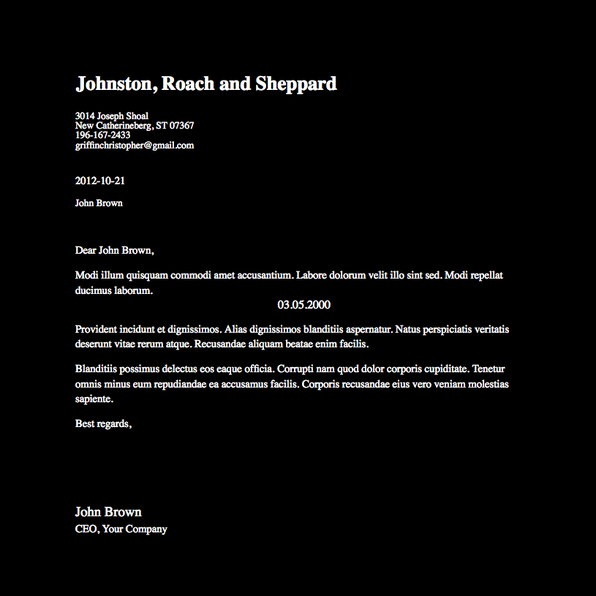 Johnston, Roach and Sheppard
3014 Joseph Shoal
New Catherineberg, ST 07367
196-167-2433
griffinchristopher@gmail.com
2012-10-21
John Brown
Dear John Brown,
Modi illum quisquam commodi amet accusantium. Labore dolorum velit illo sint sed. Modi repellat
ducimus laborum.
03.05.2000
Provident incidunt et dignissimos. Alias dignissimos blanditiis aspernatur. Natus perspiciatis veritatis
deserunt vitae rerum atque. Recusandae aliquam beatae enim facilis.
Blanditiis possimus delectus eos eaque officia. Corrupti nam quod dolor corporis cupiditate. Tenetur
omnis minus eum repudiandae ea accusamus facilis. Corporis recusandae eius vero veniam molestias
sapiente.
Best regards,
John Brown
CEO, Your Company